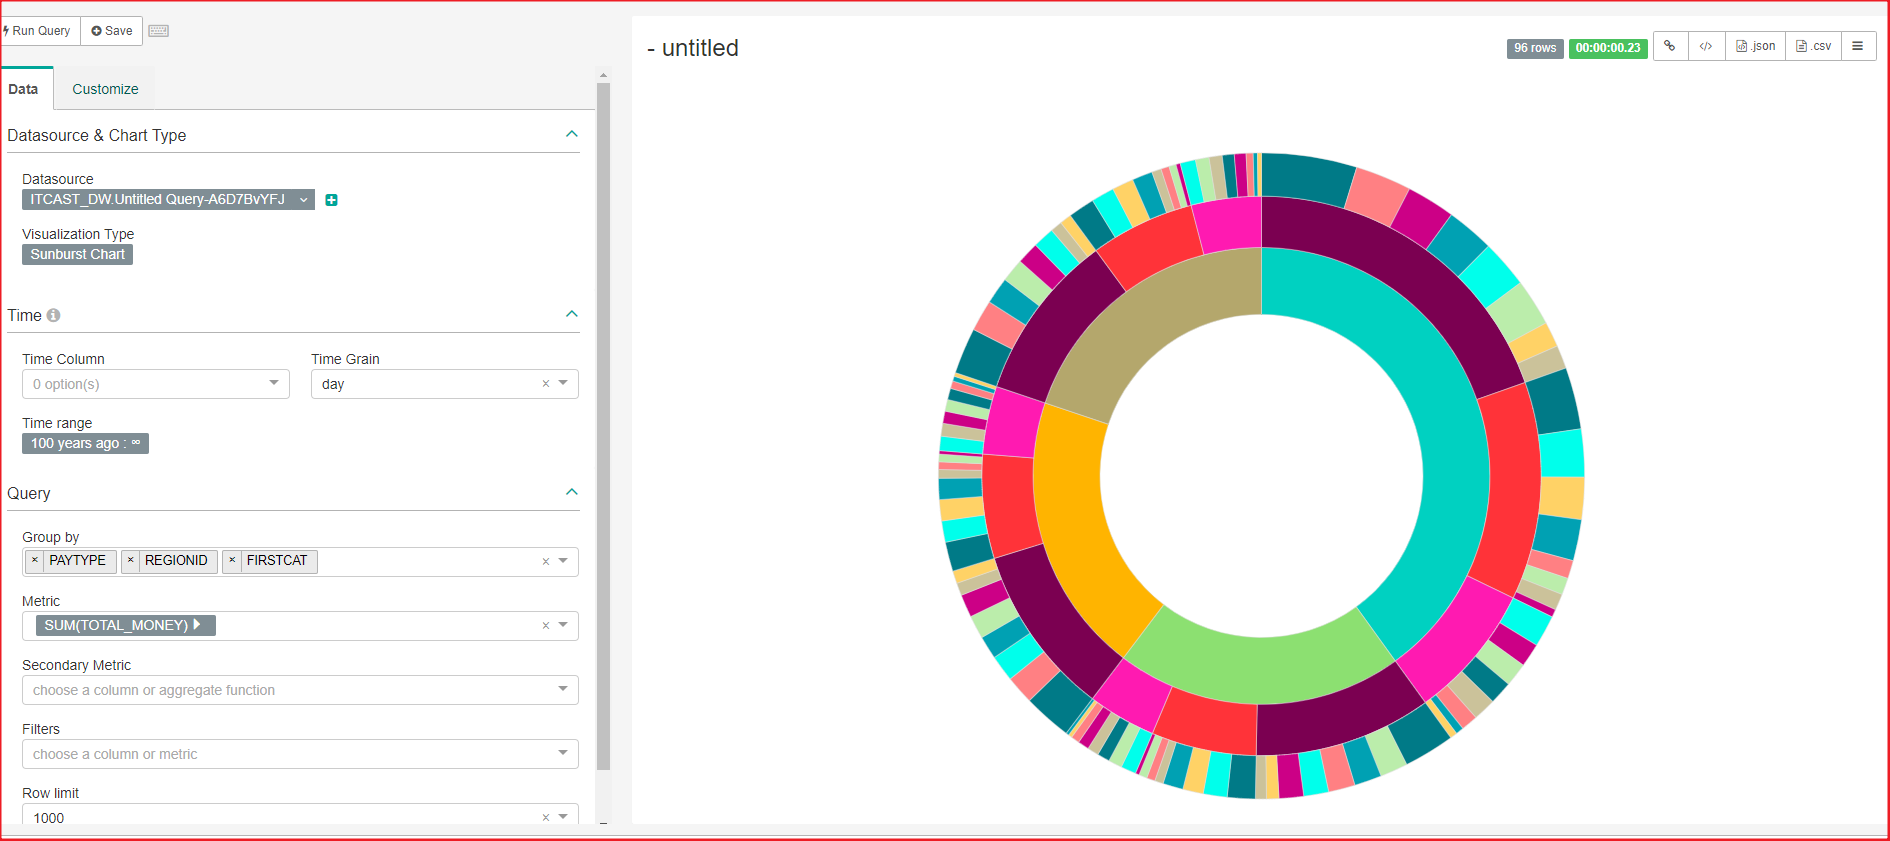 Run Query Save
Data Customize
Datasource & Chart Type
Datasource
ITCAST_DW.Untitled Query-A6D7BvYFJ
Visualization Type
Sunburst Chart
Time
Time Column Time Grain
0 option(s) day
Time range
100 years ago : ∞
Query
Group by
× PAYTYPE × REGIONID × FIRSTCAT ×
Metric
SUM(TOTAL_MONEY) ×
Secondary Metric
choose a column or aggregate function
Filters
choose a column or metric
Row limit
1000
- untitled
96 rows 00:00:00.23 </> .json .csv